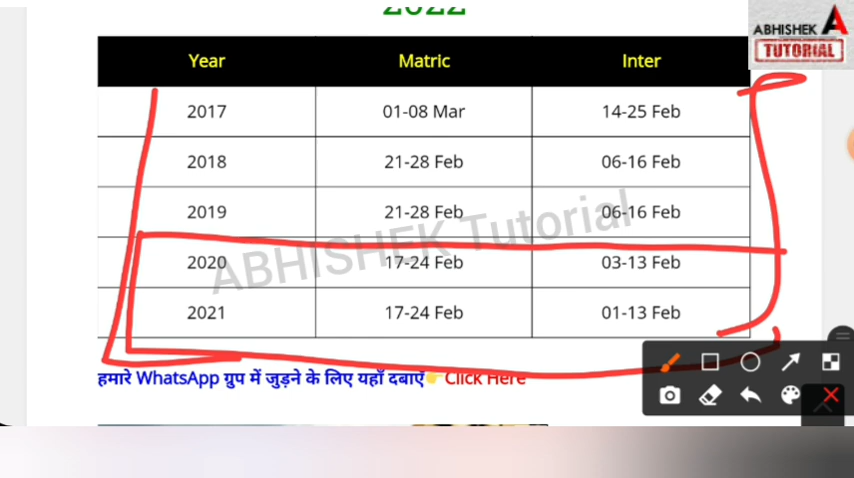 2022
ABHISHEK A
TUTORIAL
Year Matric Inter
2017 01-08 Mar 14-25 Feb
2018 21-28 Feb 06-16 Feb
2019 21-28 Feb 06-16 Feb
2020 17-24 Feb 03-13 Feb
2021 17-24 Feb 01-13 Feb
ABHISHEK Tutorial
हमारे WhatsApp ग्रुप में जुड़ने के लिए यहाँ दबाएँ👉Click Here